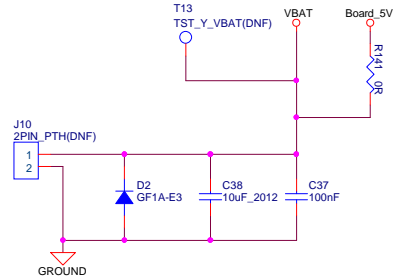 T13
TST_Y_VBAT(DNF)
VBAT
Board_5V
R141 0R
J10
2PIN_PTH(DNF)
1
2
D2
GF1A-E3
C38
10uF_2012
C37
100nF
GROUND